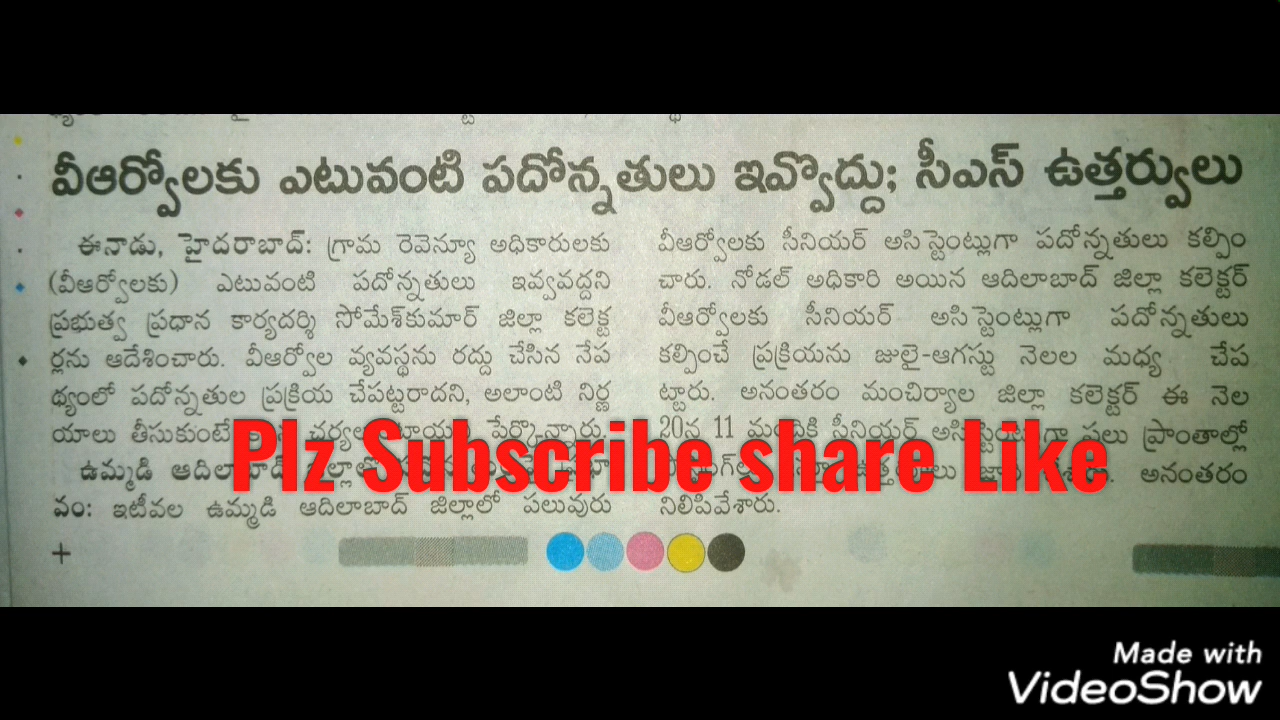 వీఆర్వోలకు ఎటువంటి పదోన్నతులు ఇవ్వొద్దు; సీఎస్ ఉత్తర్వులు
ఈనాడు, హైదరాబాద్: గ్రామ రెవెన్యూ అధికారులకు
(వీఆర్వోలకు) ఎటువంటి పదోన్నతులు ఇవ్వవద్దని
ప్రభుత్వ ప్రధాన కార్యదర్శి సోమేశ్‌కుమార్ జిల్లా కలెక్ట
ర్లను ఆదేశించారు. వీఆర్వోల వ్యవస్థను రద్దు చేసిన నేప
థ్యంలో పదోన్నతుల ప్రక్రియ చేపట్టరాదని, అలాంటి నిర్ణ
యాలు తీసుకుంటే పేర్కొన్నారు.
ఉమ్మడి ఆదిలాబాద్
వం: ఇటీవల ఉమ్మడి ఆదిలాబాద్ జిల్లాలో పలువురు
వీఆర్వోలకు సీనియర్ అసిస్టెంట్లుగా పదోన్నతులు కల్పిం
చారు. నోడల్ అధికారి అయిన ఆదిలాబాద్ జిల్లా కలెక్టర్
వీఆర్వోలకు సీనియర్ అసిస్టెంట్లుగా పదోన్నతులు
కల్పించే ప్రక్రియను జులై-ఆగస్టు నెలల మధ్య చేప
ట్టారు. అనంతరం మంచిర్యాల జిల్లా కలెక్టర్ ఈ నెల
20న 11 మందికి సీనియర్ అసిస్టెంట్లుగా పలు ప్రాంతాల్లో
అనంతరం
నిలిపివేశారు.
Plz Subscribe share Like
Made with
VideoShow